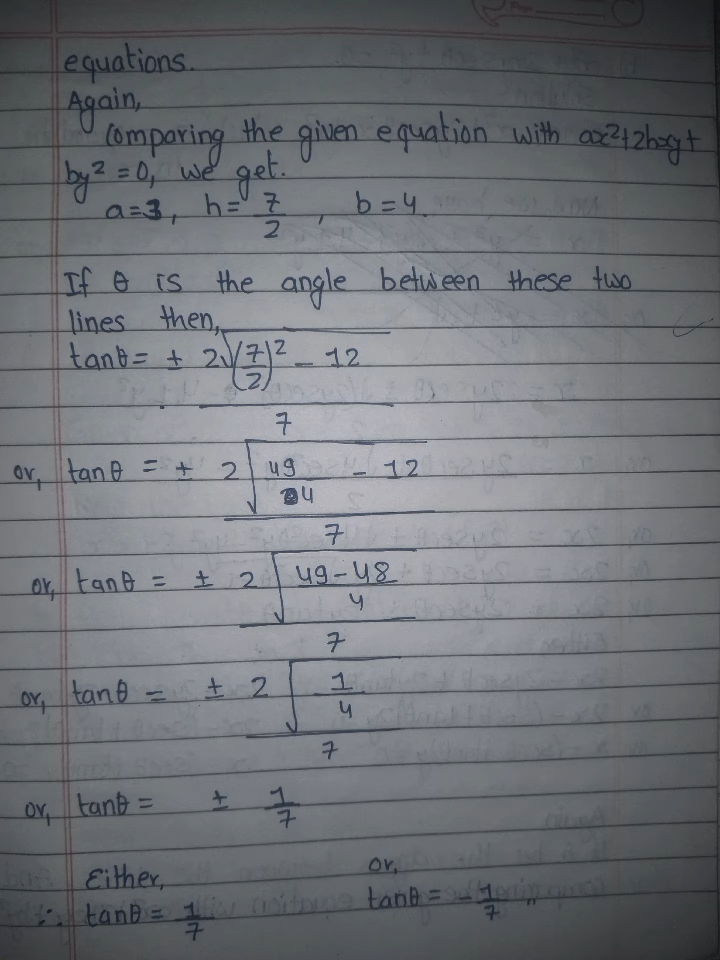 equations.
Again,
Comparing the given equation with ax²+2hxy+
by² = 0, we get.
a=3, h= 7/2, b=4.
If θ is the angle between these two
lines then,
tanθ = ± 2√((7/2)² - 12) / 7
or, tanθ = ± 2√(49/4 - 12) / 7
or, tanθ = ± 2√((49-48)/4) / 7
or, tanθ = ± 2√(1/4) / 7
or, tanθ = ± 1/7
Either, or,
∴ tanθ = 1/7 tanθ = -1/7 "